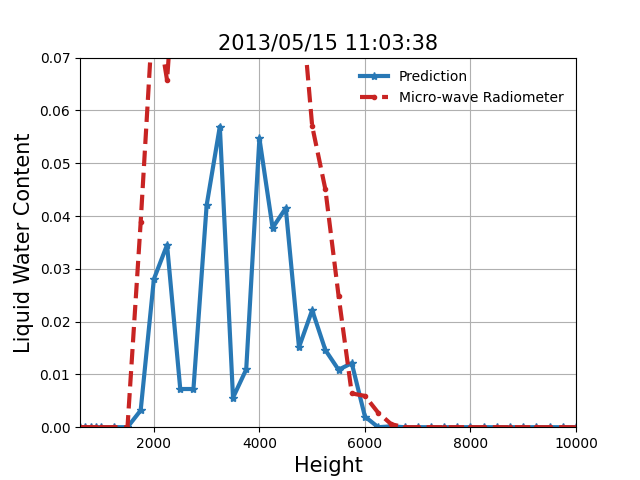 2013/05/15 11:03:38
Prediction
Micro-wave Radiometer
Liquid Water Content
0.07
0.06
0.05
0.04
0.03
0.02
0.01
0.00
2000 4000 6000 8000 10000
Height